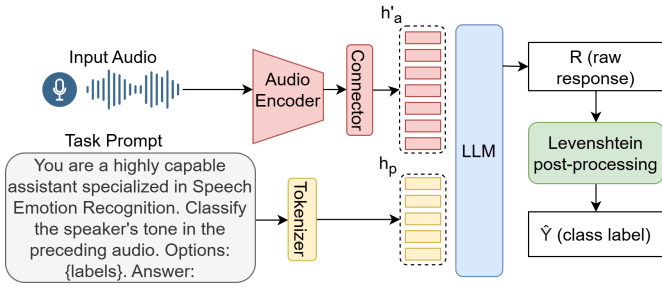 Input Audio
Audio
Encoder
Connector
h'a
LLM
R (raw
response)
Levenshtein
post-processing
Ŷ (class label)
Task Prompt
You are a highly capable
assistant specialized in Speech
Emotion Recognition. Classify
the speaker's tone in the
preceding audio. Options:
{labels}. Answer:
Tokenizer
hp